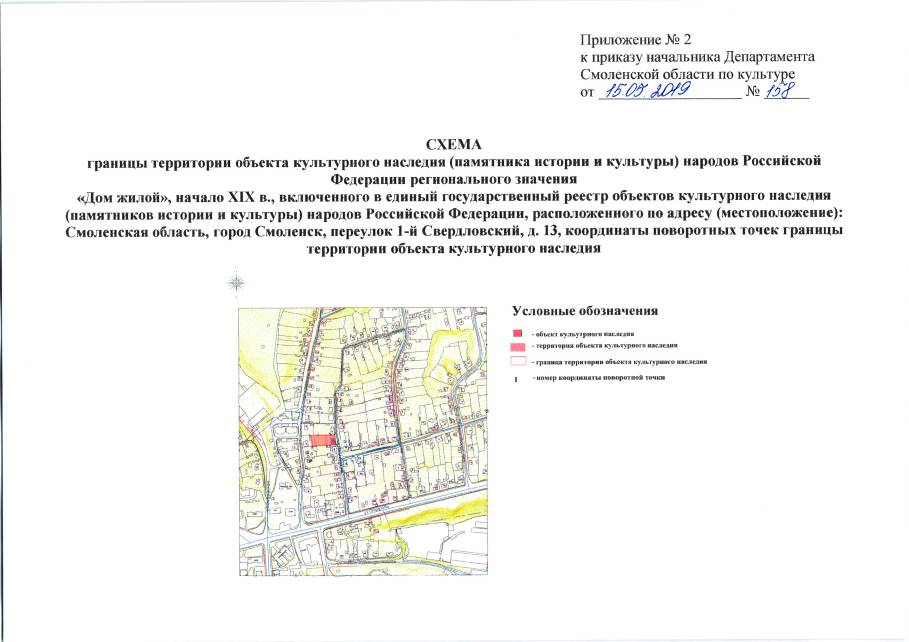 Приложение № 2
к приказу начальника Департамента
Смоленской области по культуре
от 15.05.2019 № 158
СХЕМА
границы территории объекта культурного наследия (памятника истории и культуры) народов Российской
Федерации регионального значения
«Дом жилой», начало XIX в., включенного в единый государственный реестр объектов культурного наследия
(памятников истории и культуры) народов Российской Федерации, расположенного по адресу (местоположение):
Смоленская область, город Смоленск, переулок 1-й Свердловский, д. 13, координаты поворотных точек границы
территории объекта культурного наследия
Условные обозначения
- объект культурного наследия
- территория объекта культурного наследия
- граница территории объекта культурного наследия
1 - номер координаты поворотной точки